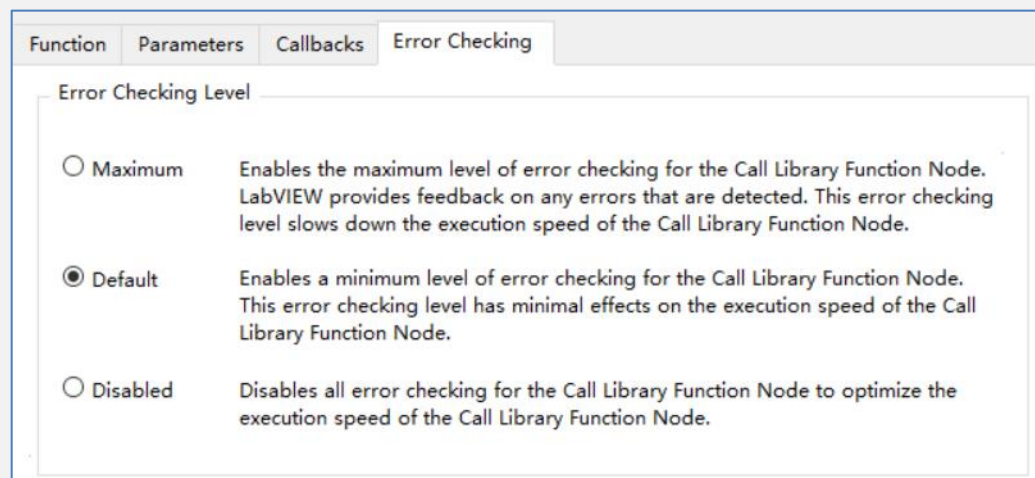 Function Parameters Callbacks Error Checking
Error Checking Level
Maximum Enables the maximum level of error checking for the Call Library Function Node.
LabVIEW provides feedback on any errors that are detected. This error checking
level slows down the execution speed of the Call Library Function Node.
Default Enables a minimum level of error checking for the Call Library Function Node.
This error checking level has minimal effects on the execution speed of the Call
Library Function Node.
Disabled Disables all error checking for the Call Library Function Node to optimize the
execution speed of the Call Library Function Node.